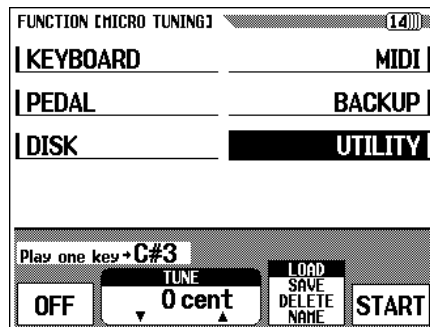 FUNCTION [MICRO TUNING] 14
KEYBOARD MIDI
PEDAL BACKUP
DISK UTILITY
Play one key→C#3
TUNE
OFF
0 cent
▼ ▲
LOAD
SAVE
DELETE
NAME
START